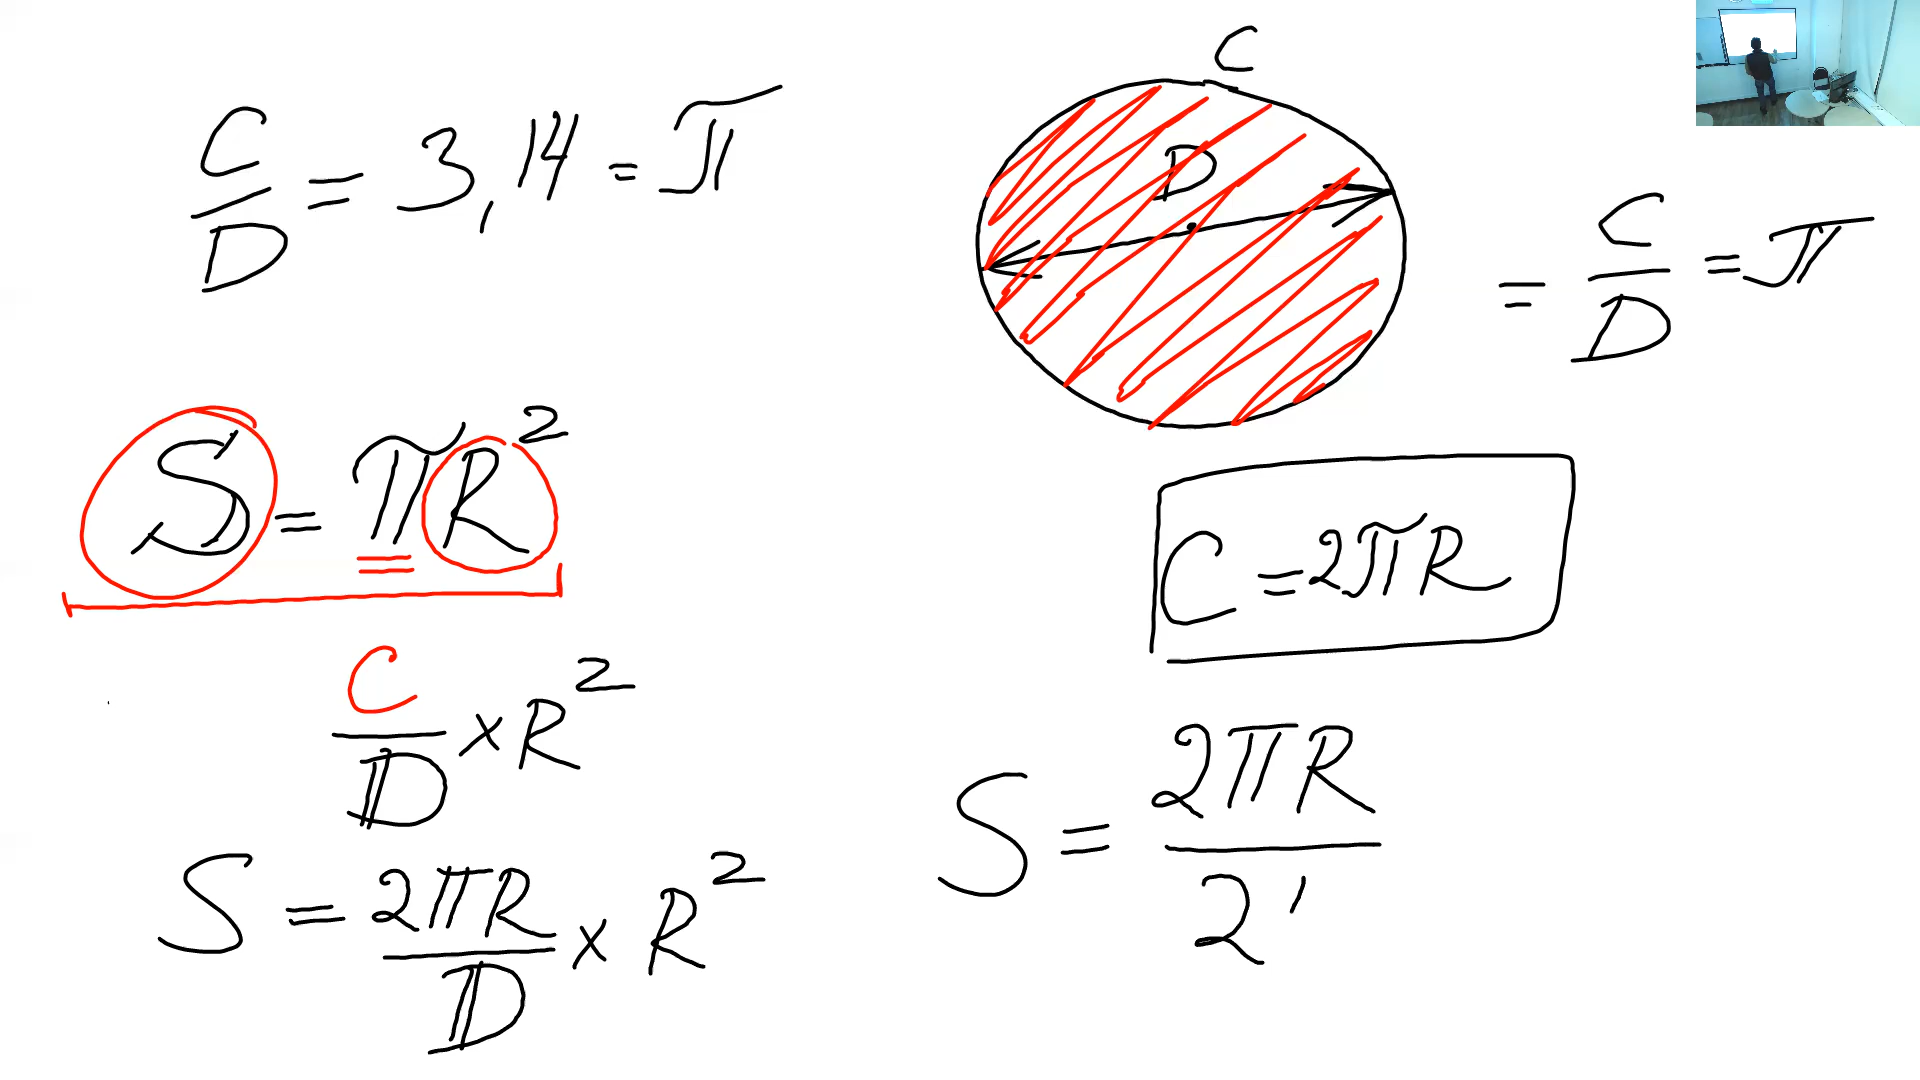 C/D = 3,14 = π
S = πR²
C/D × R²
S = 2πR/D × R²
C
D
= C/D = π
C = 2πR
S = 2πR/2'